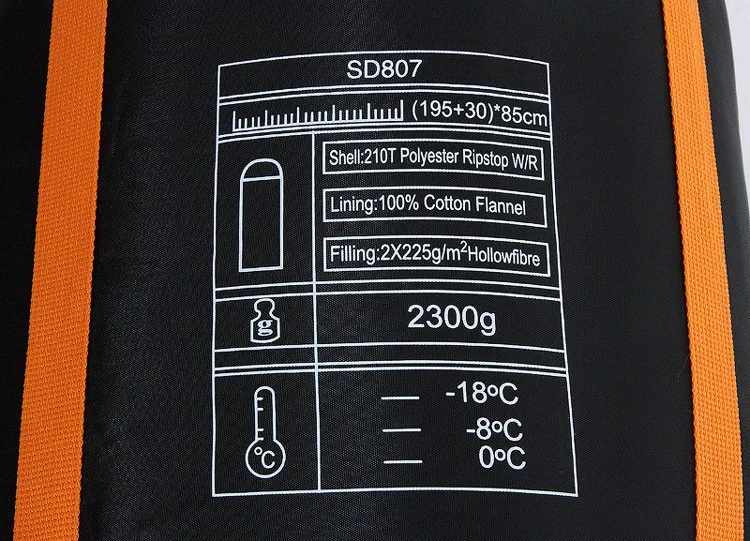 SD807
(195+30)*85cm
Shell:210T Polyester Ripstop W/R
Lining:100% Cotton Flannel
Filling:2X225g/m²Hollowfibre
g
2300g
-18ºC
-8ºC
0ºC
ºC